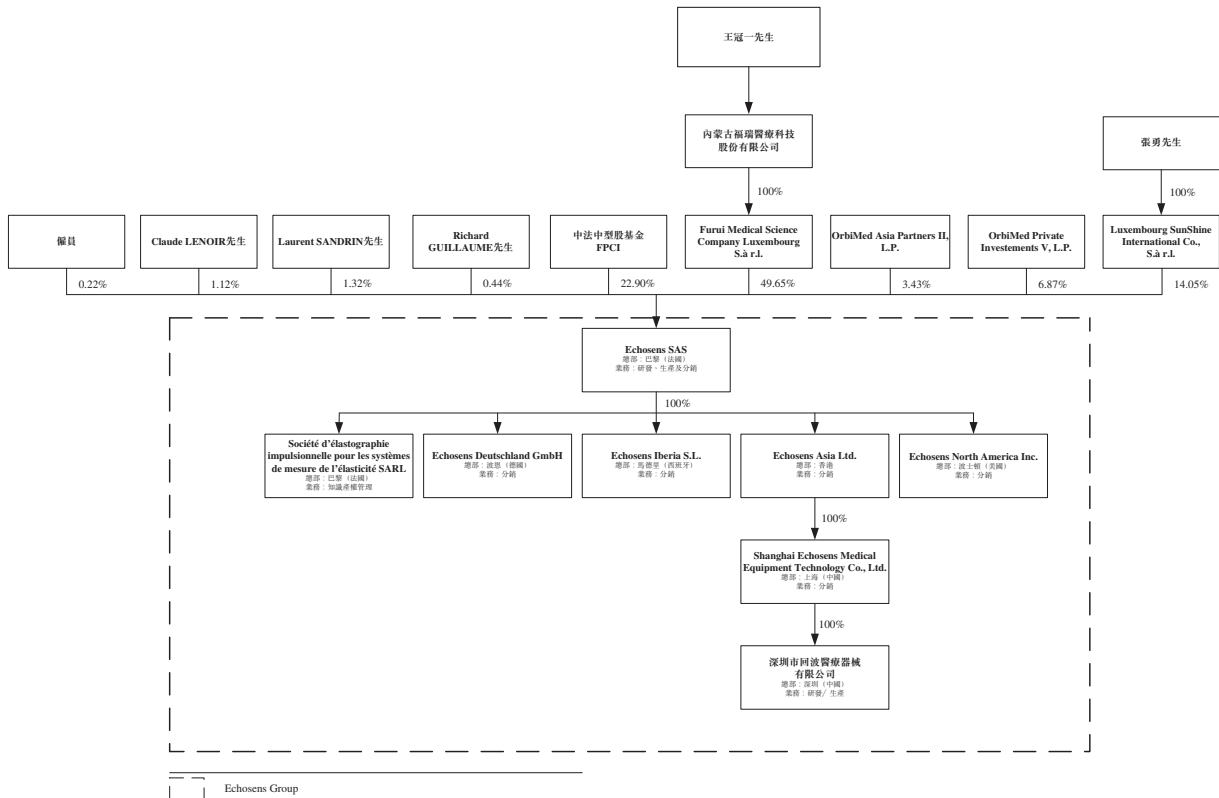 王冠一先生
內蒙古福瑞醫療科技
股份有限公司
張勇先生
100%
100%
僱員
Claude LENOIR先生
Laurent SANDRIN先生
Richard
GUILLAUME先生
中法中型股基金
FPCI
Furui Medical Science
Company Luxembourg
S.à r.l.
OrbiMed Asia Partners II,
L.P.
OrbiMed Private
Investements V, L.P.
Luxembourg SunShine
International Co.,
S.à r.l.
0.22%
1.12%
1.32%
0.44%
22.90%
49.65%
3.43%
6.87%
14.05%
Echosens SAS
總部：巴黎（法國）
業務：研發、生產及分銷
100%
Société d'élastographie
impulsionnelle pour les systèmes
de mesure de l'élasticité SARL
總部：巴黎（法國）
業務：知識產權管理
Echosens Deutschland GmbH
總部：波恩（德國）
業務：分銷
Echosens Iberia S.L.
總部：馬德里（西班牙）
業務：分銷
Echosens Asia Ltd.
總部：香港
業務：分銷
Echosens North America Inc.
總部：波士頓（美國）
業務：分銷
100%
Shanghai Echosens Medical
Equipment Technology Co., Ltd.
總部：上海（中國）
業務：分銷
100%
深圳市回波醫療器械
有限公司
總部：深圳（中國）
業務：研發/ 生產
Echosens Group